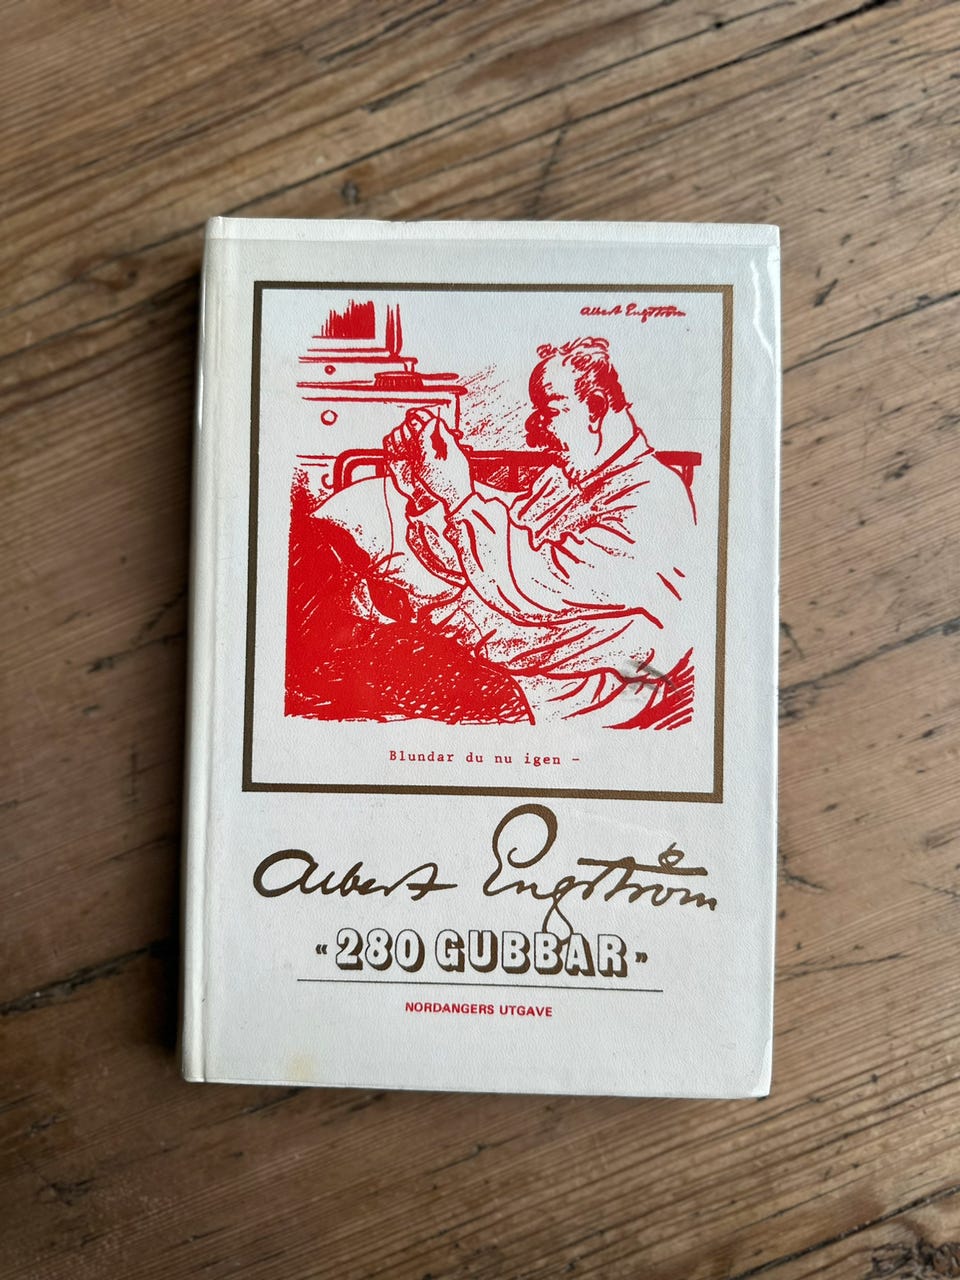 Albert Engström
Blundar du nu igen –
Albert Engström
« 280 GUBBAR »
NORDANGERS UTGAVE